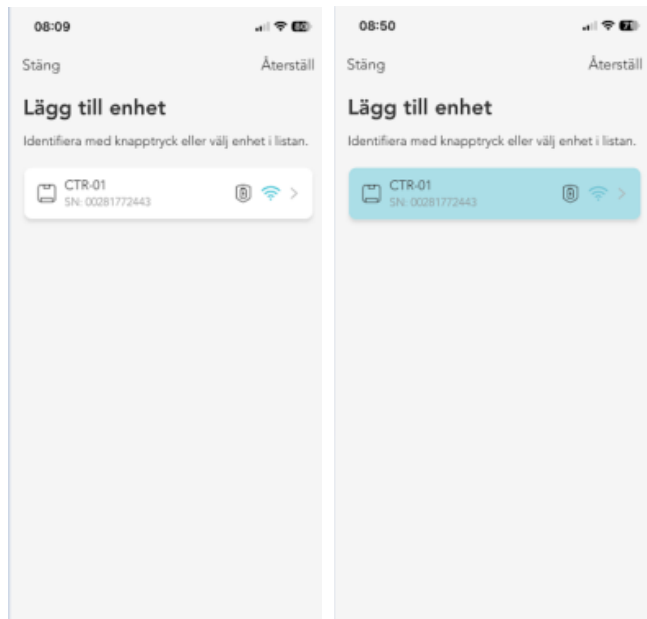 08:09
80
Stäng
Återställ
Lägg till enhet
Identifiera med knapptryck eller välj enhet i listan.
CTR-01
SN: 00281772443
08:50
Stäng
Återställ
Lägg till enhet
Identifiera med knapptryck eller välj enhet i listan.
CTR-01
SN: 00281772443